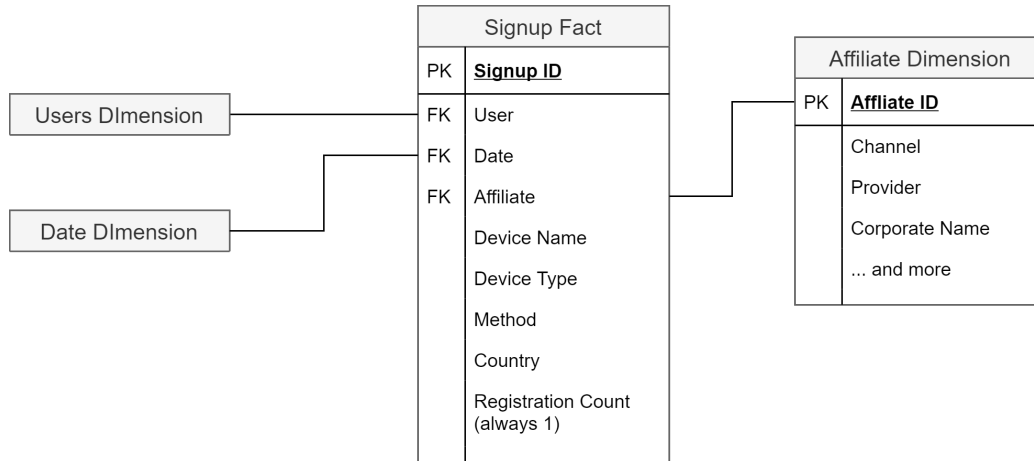 Signup Fact
PK Signup ID
FK User
FK Date
FK Affiliate
Device Name
Device Type
Method
Country
Registration Count
(always 1)
Users DImension
Date DImension
Affiliate Dimension
PK Affliate ID
Channel
Provider
Corporate Name
... and more